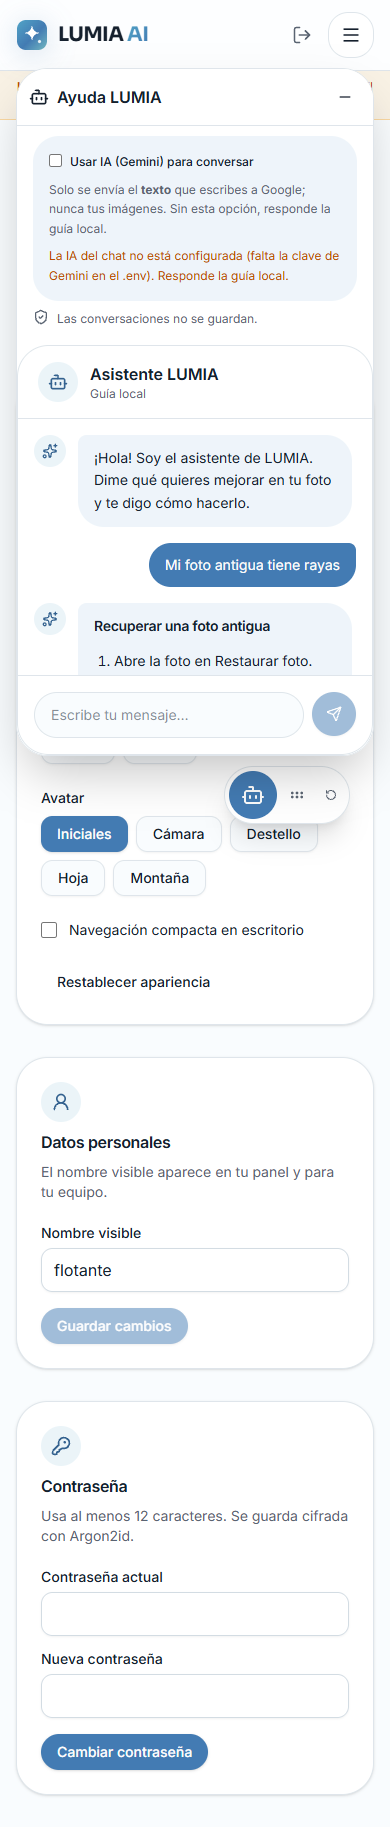 LUMIA AI
Ayuda LUMIA
Usar IA (Gemini) para conversar
Solo se envía el texto que escribes a Google;
nunca tus imágenes. Sin esta opción, responde la
guía local.
La IA del chat no está configurada (falta la clave de
Gemini en el .env). Responde la guía local.
Las conversaciones no se guardan.
Asistente LUMIA
Guía local
¡Hola! Soy el asistente de LUMIA.
Dime qué quieres mejorar en tu foto
y te digo cómo hacerlo.
Mi foto antigua tiene rayas
Recuperar una foto antigua
1. Abre la foto en Restaurar foto.
Escribe tu mensaje...
Avatar
Iniciales
Cámara
Destello
Hoja
Montaña
Navegación compacta en escritorio
Restablecer apariencia
Datos personales
El nombre visible aparece en tu panel y para
tu equipo.
Nombre visible
flotante
Guardar cambios
Contraseña
Usa al menos 12 caracteres. Se guarda cifrada
con Argon2id.
Contraseña actual
Nueva contraseña
Cambiar contraseña